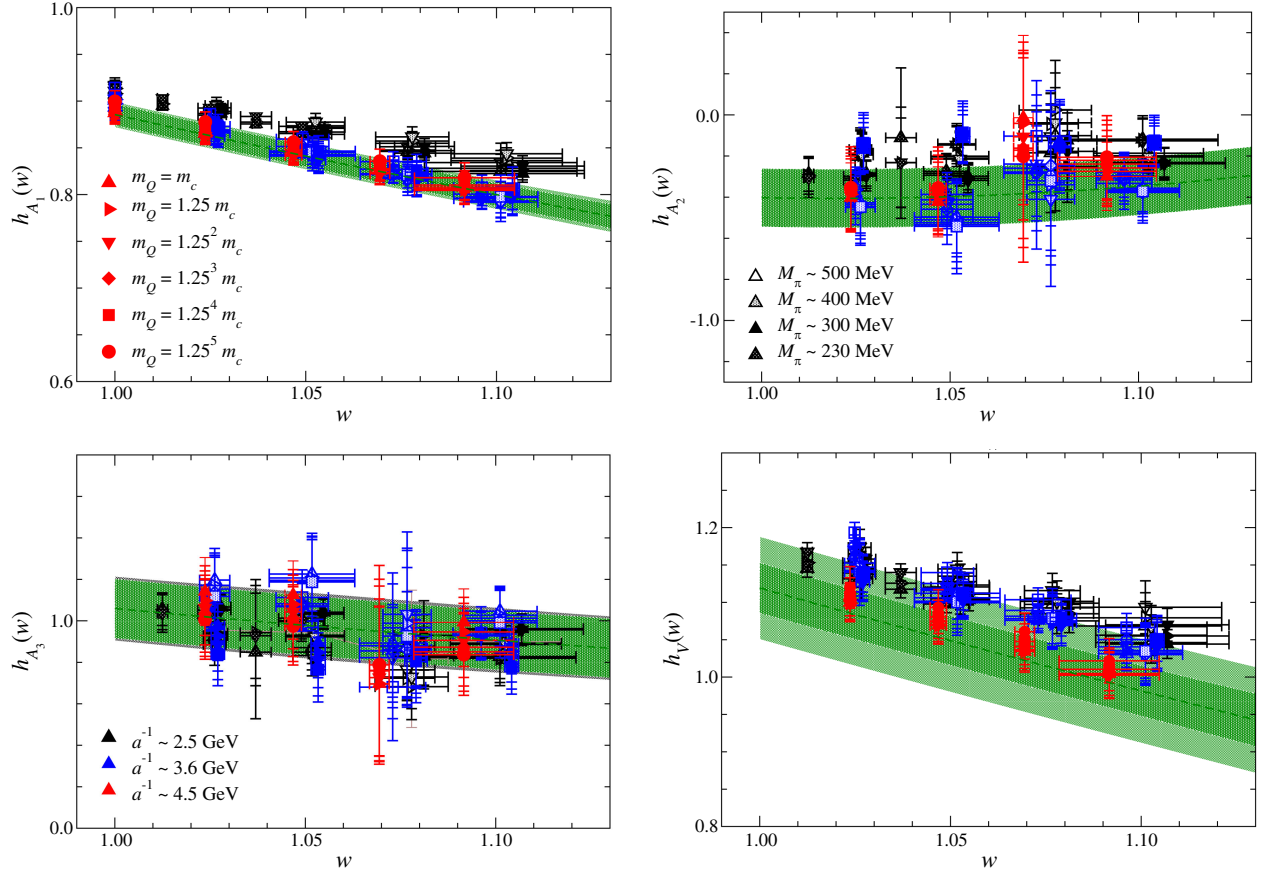 1.0
0.9
0.8
0.6
h_{A_1}(w)
m_Q = m_c
m_Q = 1.25 m_c
m_Q = 1.25^2 m_c
m_Q = 1.25^3 m_c
m_Q = 1.25^4 m_c
m_Q = 1.25^5 m_c
1.00 1.05 1.10
w
0.0
-1.0
h_{A_2}(w)
M_π ~ 500 MeV
M_π ~ 400 MeV
M_π ~ 300 MeV
M_π ~ 230 MeV
1.00 1.05 1.10
w
2.0
1.0
0.0
h_{A_3}(w)
a^{-1} ~ 2.5 GeV
a^{-1} ~ 3.6 GeV
a^{-1} ~ 4.5 GeV
1.00 1.05 1.10
w
1.2
1.0
0.8
h_V(w)
1.00 1.05 1.10
w